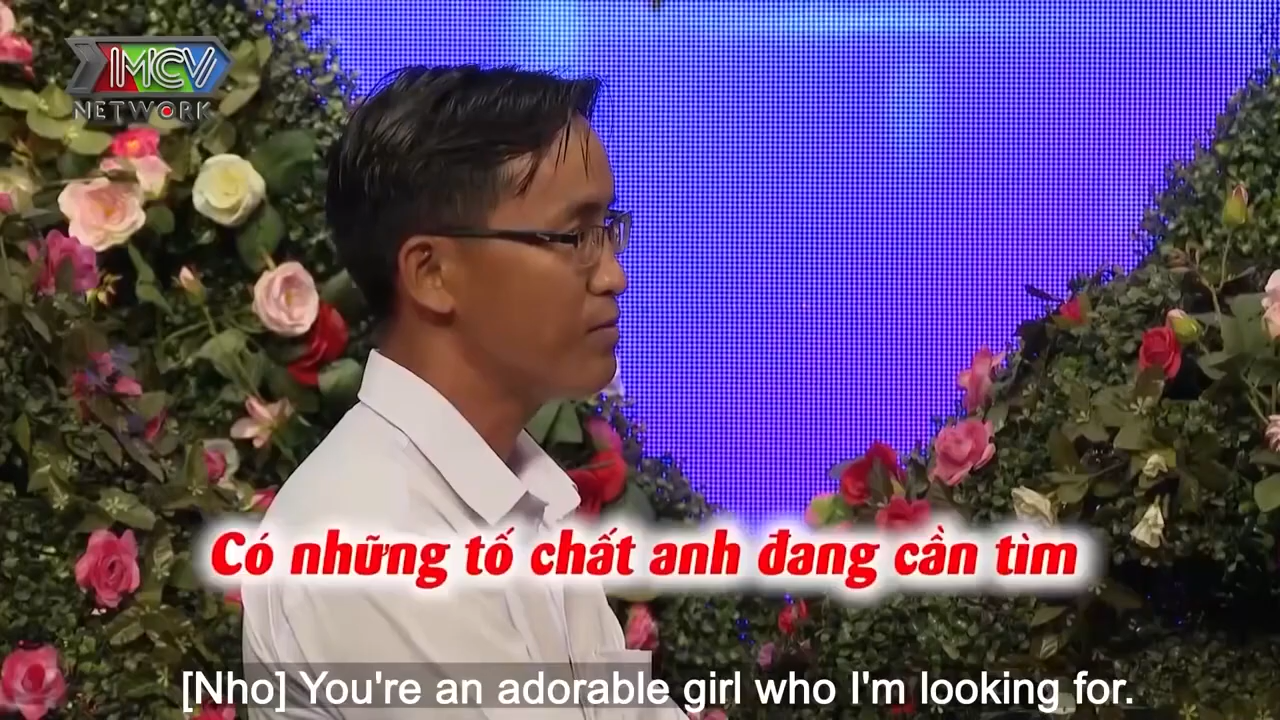 MCV
NETWORK
Có những tố chất anh đang cần tìm
[Nho] You're an adorable girl who I'm looking for.